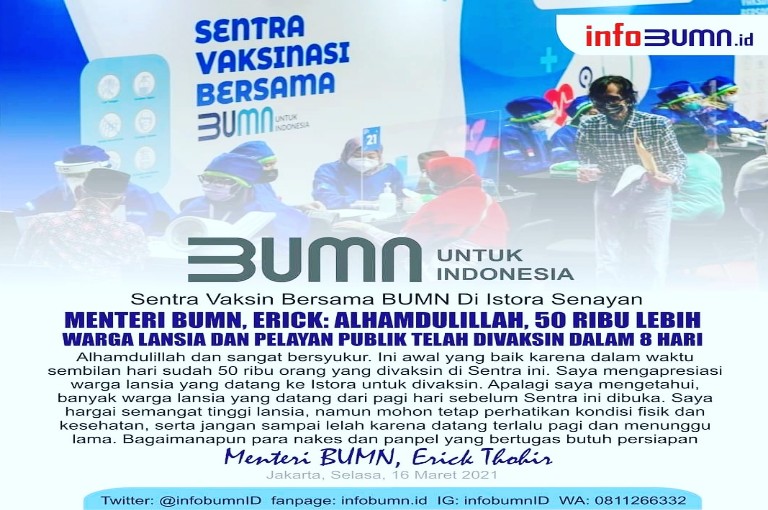 infoBUMN.id
SENTRA
VAKSINASI
BERSAMA
BUMN UNTUK
INDONESIA
21
BUMN UNTUK
INDONESIA
Sentra Vaksin Bersama BUMN Di Istora Senayan
MENTERI BUMN, ERICK: ALHAMDULILLAH, 50 RIBU LEBIH
WARGA LANSIA DAN PELAYAN PUBLIK TELAH DIVAKSIN DALAM 8 HARI
Alhamdulillah dan sangat bersyukur. Ini awal yang baik karena dalam waktu
sembilan hari sudah 50 ribu orang yang divaksin di Sentra ini. Saya mengapresiasi
warga lansia yang datang ke Istora untuk divaksin. Apalagi saya mengetahui,
banyak warga lansia yang datang dari pagi hari sebelum Sentra ini dibuka. Saya
hargai semangat tinggi lansia, namun mohon tetap perhatikan kondisi fisik dan
kesehatan, serta jangan sampai lelah karena datang terlalu pagi dan menunggu
lama. Bagaimanapun para nakes dan panpel yang bertugas butuh persiapan
Menteri BUMN, Erick Thohir
Jakarta, Selasa, 16 Maret 2021
Twitter: @infobumnID fanpage: infobumn.id IG: infobumnID WA: 0811266332